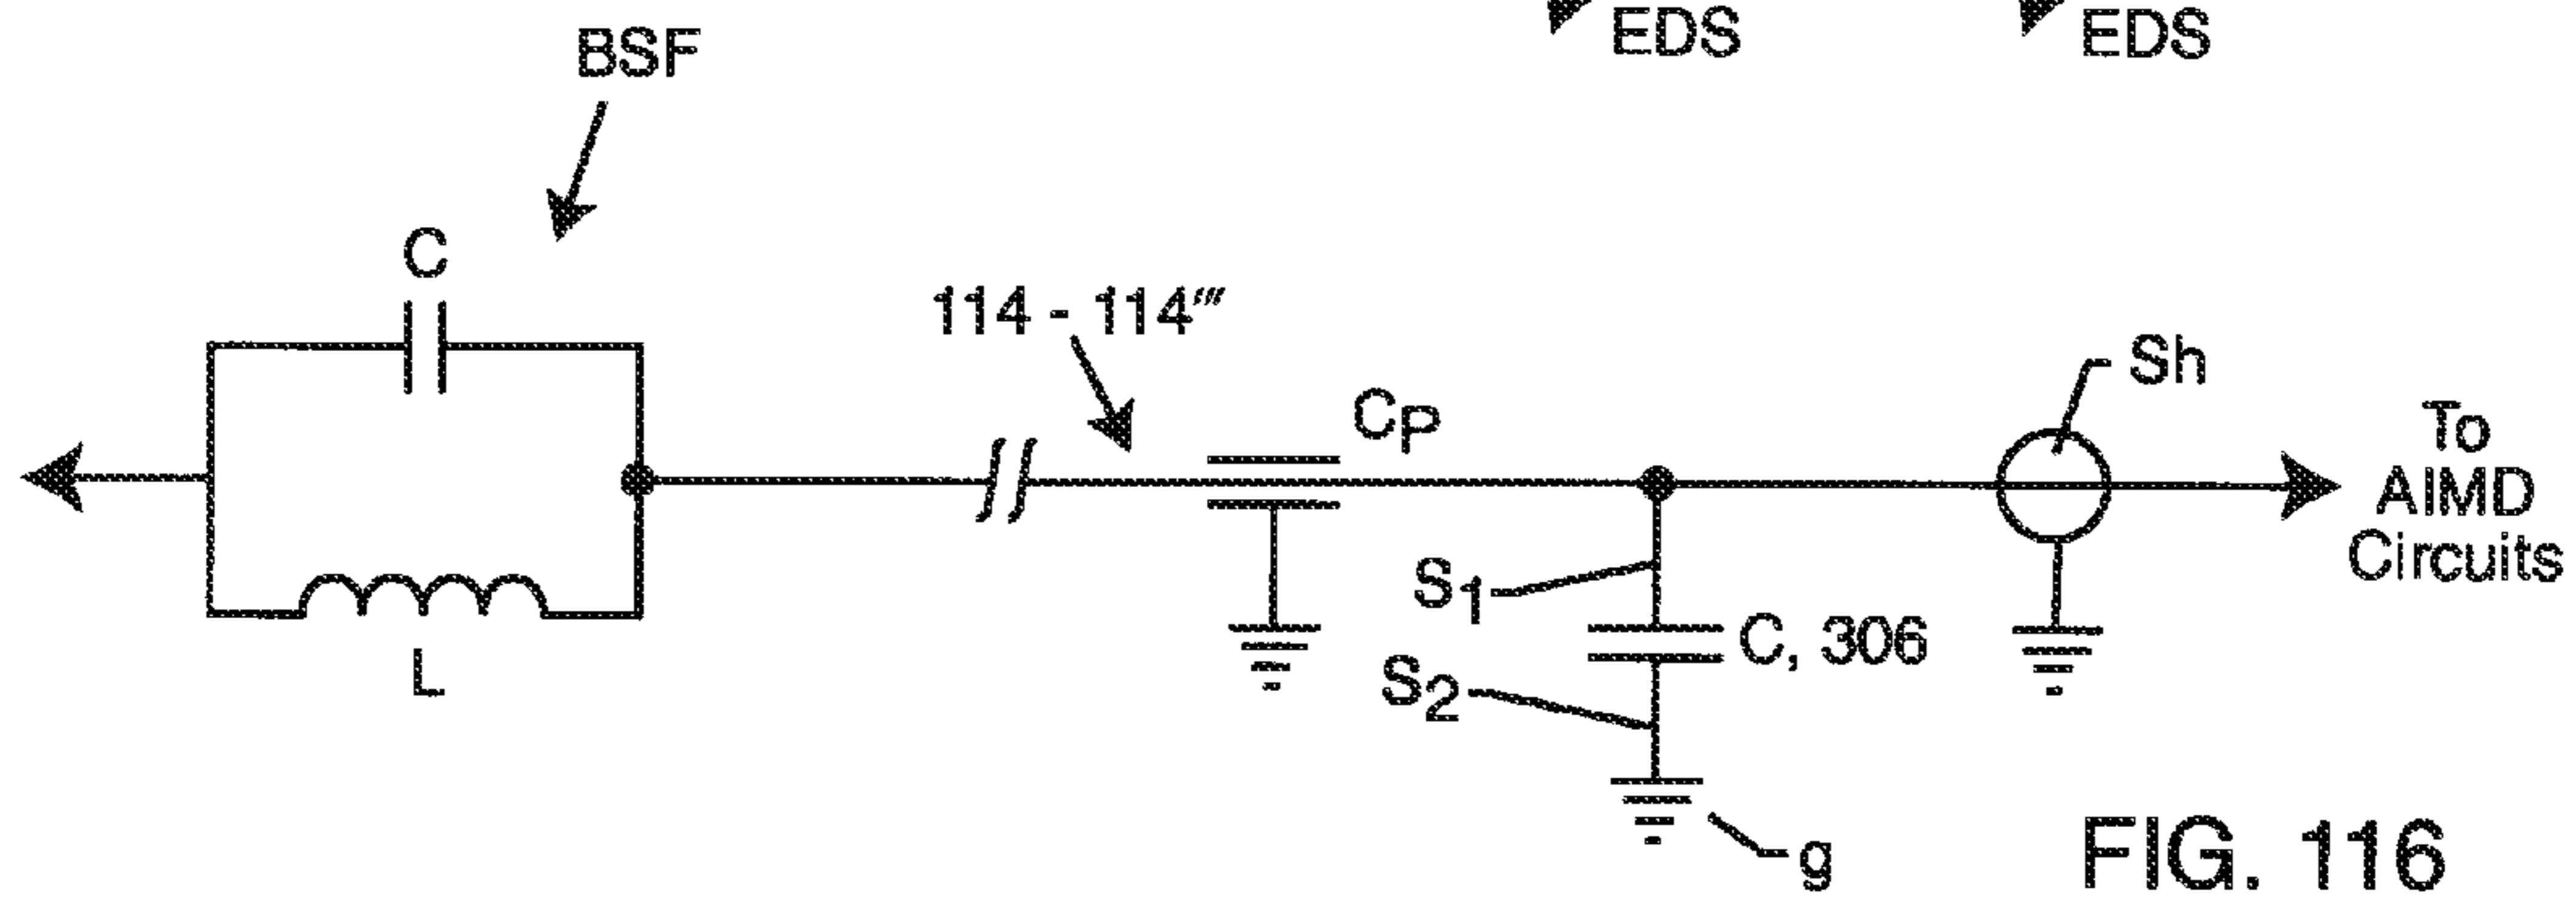 EDS
EDS
BSF
C
114 - 114‴
Sh
CP
To
AIMD
Circuits
S1
C, 306
S2
L
g
FIG. 116